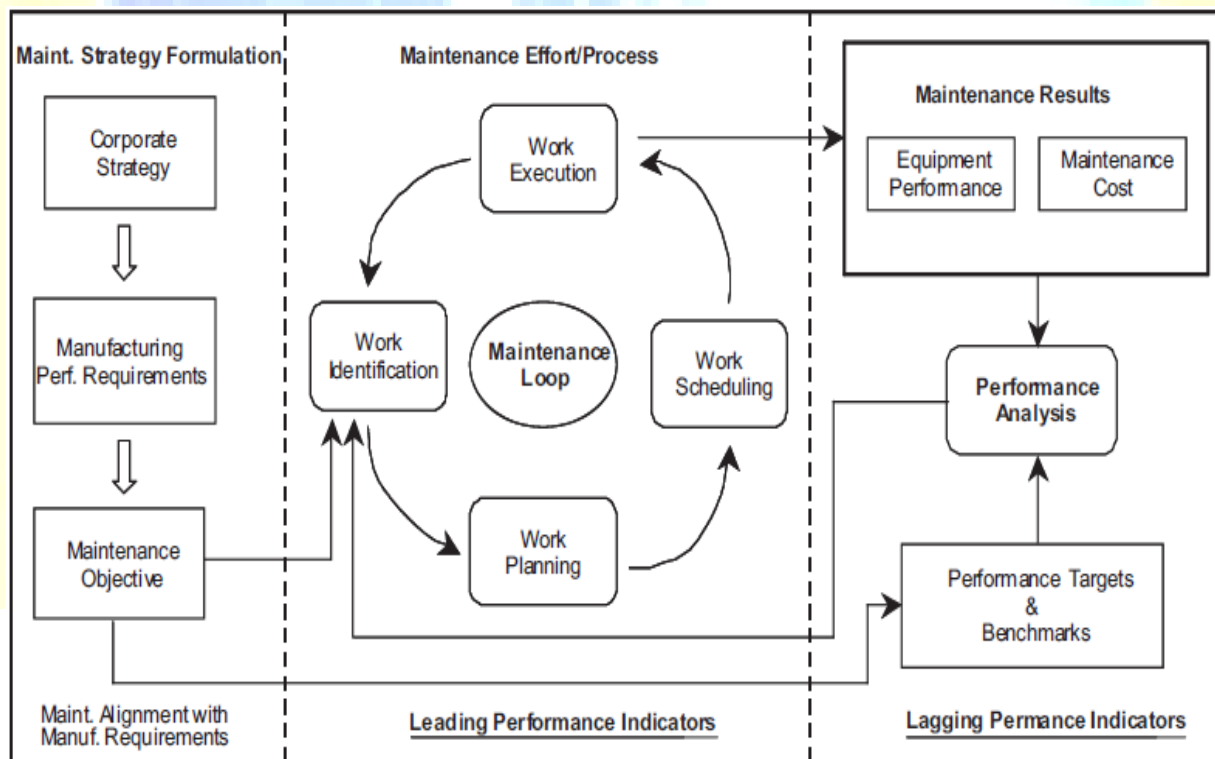 Maint. Strategy Formulation
Corporate
Strategy
Manufacturing
Perf. Requirements
Maintenance
Objective
Maint. Alignment with
Manuf. Requirements
Maintenance Effort/Process
Work
Execution
Work
Identification
Maintenance
Loop
Work
Scheduling
Work
Planning
Leading Performance Indicators
Maintenance Results
Equipment
Performance
Maintenance
Cost
Performance
Analysis
Performance Targets
&
Benchmarks
Lagging Permance Indicators